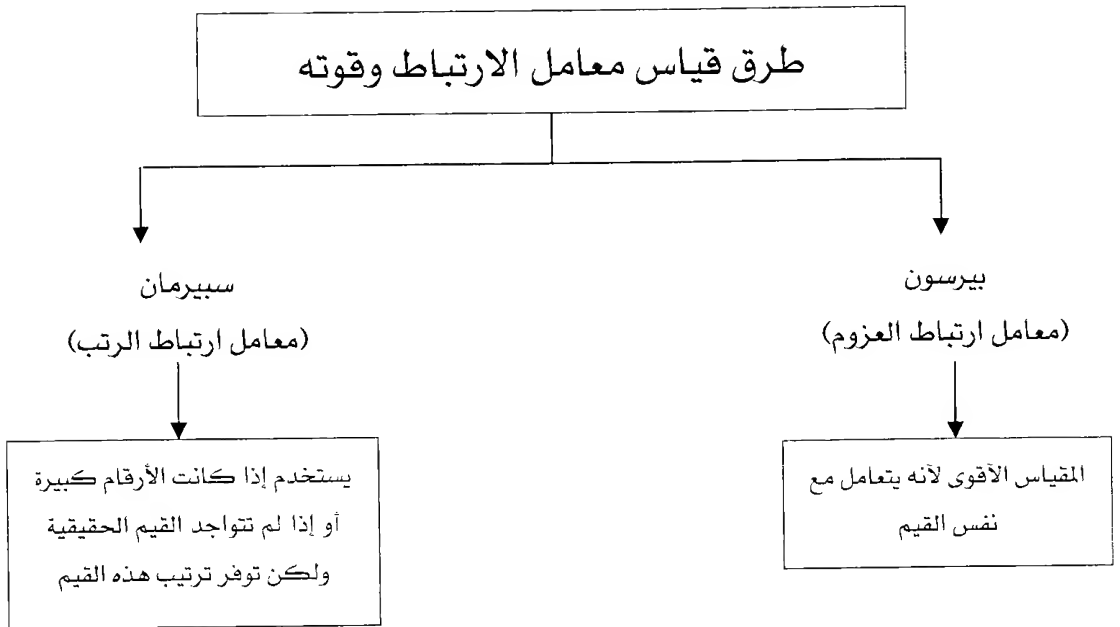 طرق قياس معامل الارتباط وقوته
بيرسون
(معامل ارتباط العزوم)
المقياس الأقوى لأنه يتعامل مع
نفس القيم
سبيرمان
(معامل ارتباط الرتب)
يستخدم إذا كانت الأرقام كبيرة
أو إذا لم تتواجد القيم الحقيقية
ولكن توفر ترتيب هذه القيم